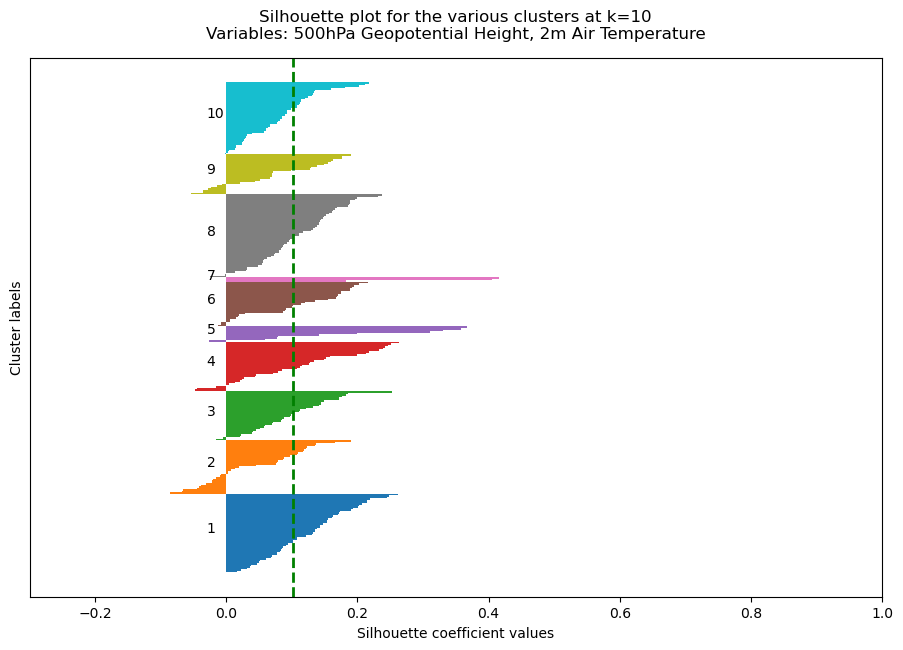 Silhouette plot for the various clusters at k=10
Variables: 500hPa Geopotential Height, 2m Air Temperature
Cluster labels
10
9
8
7
6
5
4
3
2
1
−0.2 0.0 0.2 0.4 0.6 0.8 1.0
Silhouette coefficient values